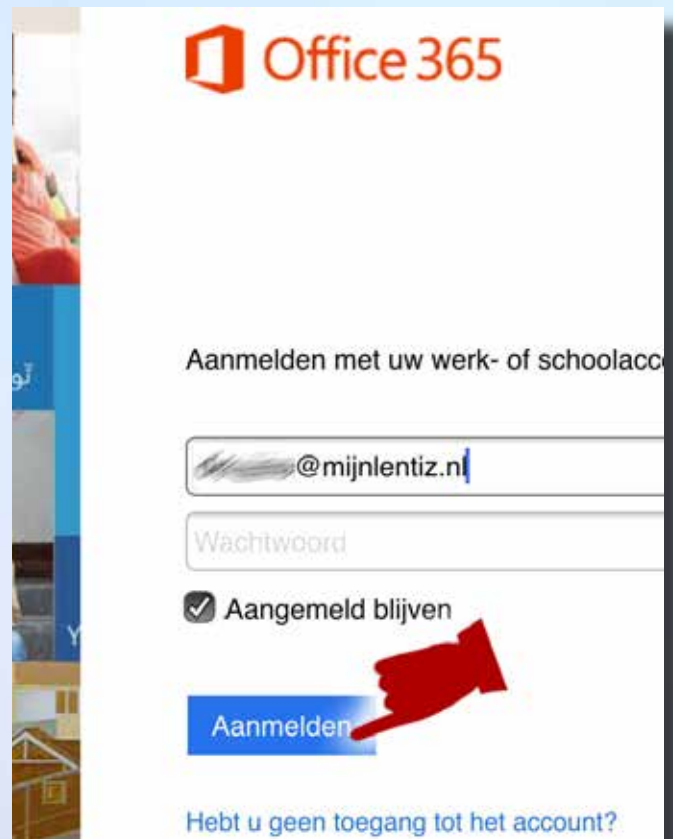 Office 365
Aanmelden met uw werk- of
@mijnlentiz.nl
Wachtwoord
Aangemeld blijven
Aanmelden
Hebt u geen toegang tot het account?